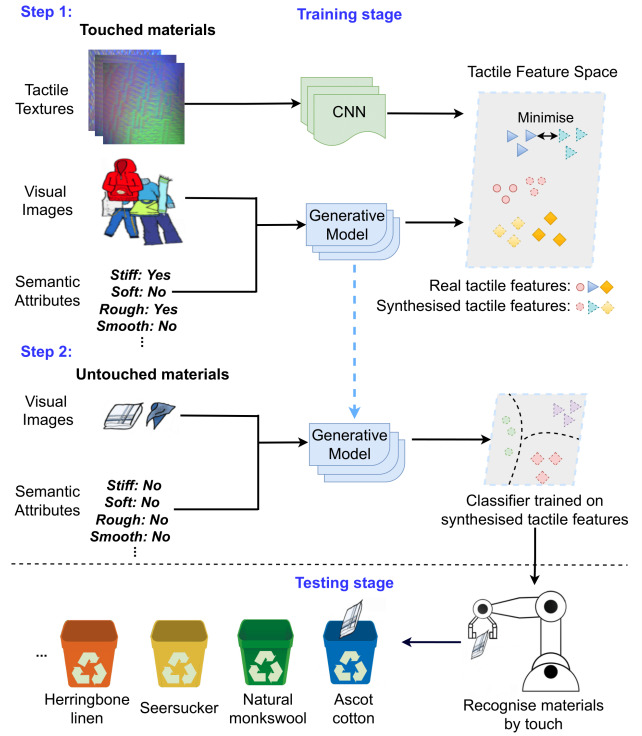 Step 1:
Training stage
Touched materials
Tactile
Textures
CNN
Tactile Feature Space
Minimise
Visual
Images
Generative
Model
Semantic
Attributes
Stiff: Yes
Soft: No
Rough: Yes
Smooth: No
...
Real tactile features:
Synthesised tactile features:
Step 2:
Untouched materials
Visual
Images
Generative
Model
Semantic
Attributes
Stiff: No
Soft: No
Rough: No
Smooth: No
...
Classifier trained on
synthesised tactile features
Testing stage
...
Herringbone
linen
Seersucker
Natural
monkswool
Ascot
cotton
Recognise materials
by touch